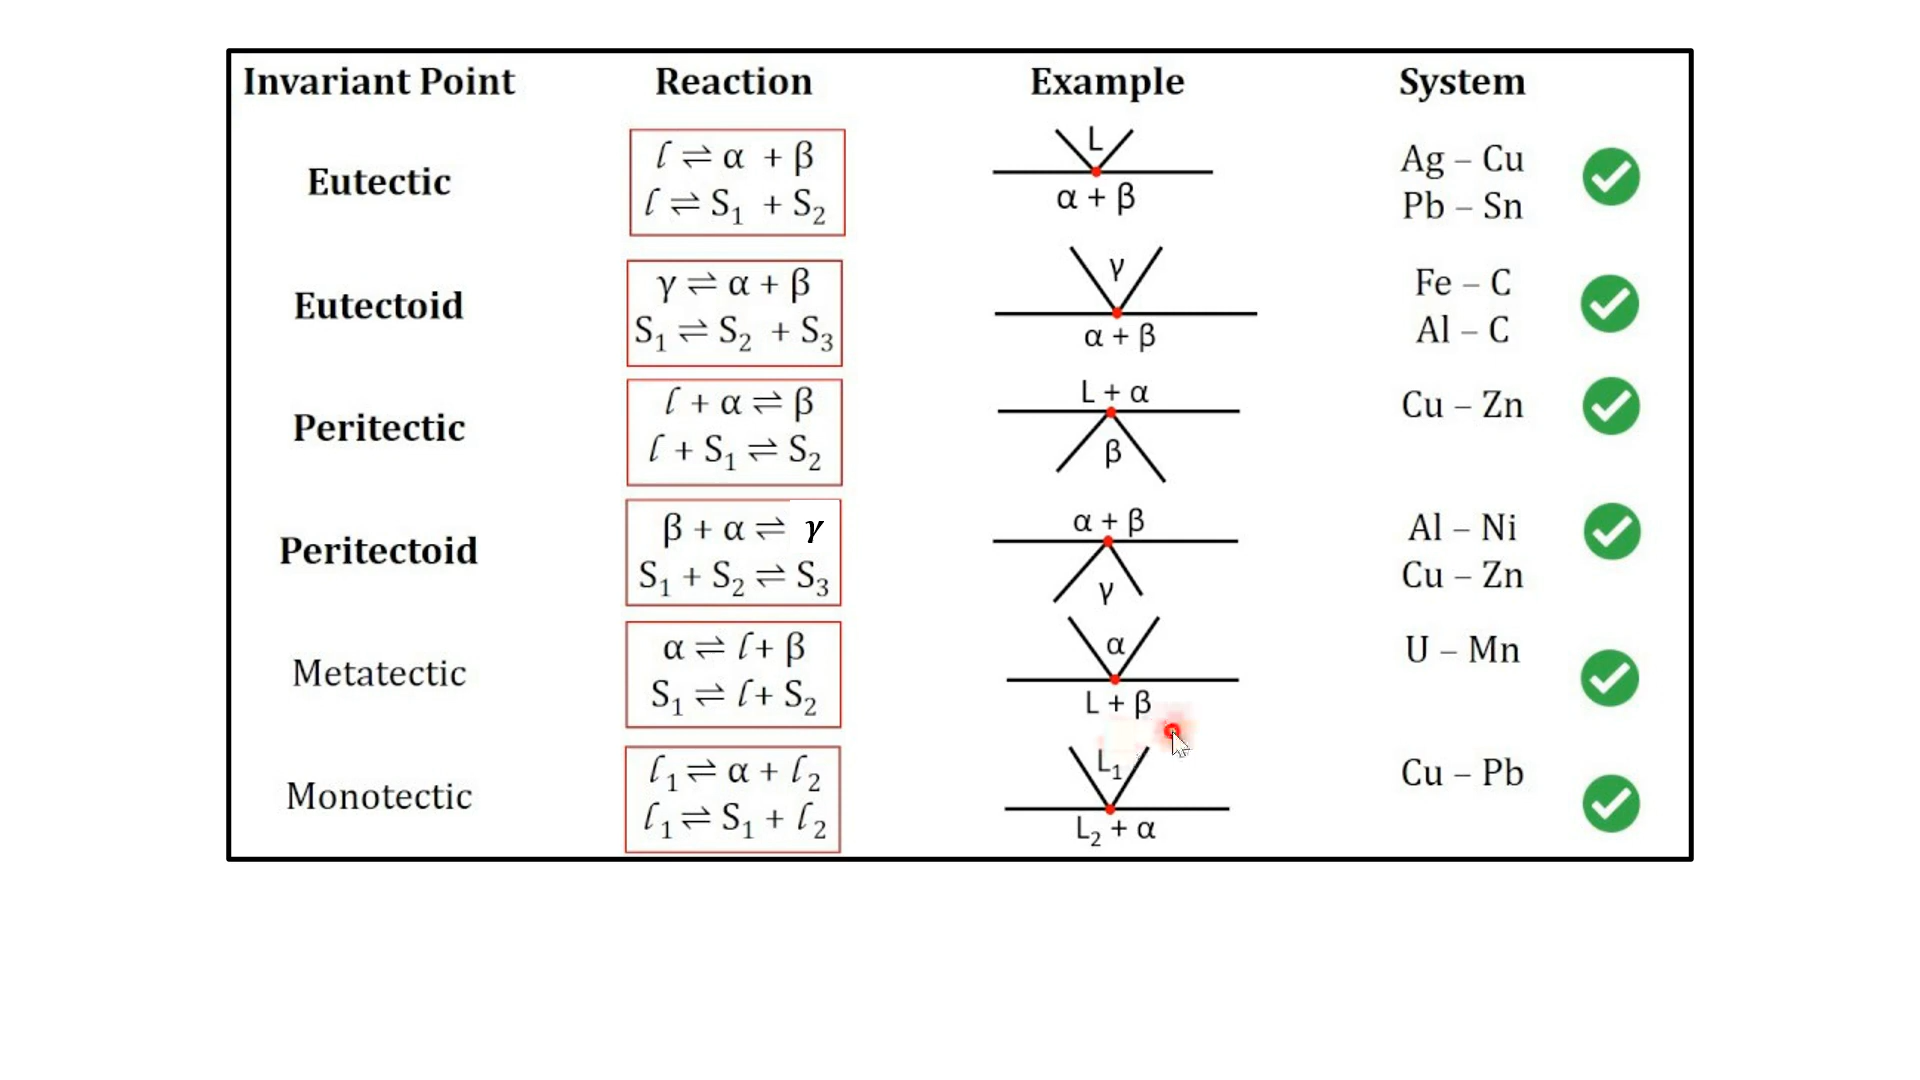 Invariant Point Reaction Example System
Eutectic
l ⇌ α + β
l ⇌ S₁ + S₂
L
α + β
Ag – Cu
Pb – Sn
Eutectoid
γ ⇌ α + β
S₁ ⇌ S₂ + S₃
γ
α + β
Fe – C
Al – C
Peritectic
l + α ⇌ β
l + S₁ ⇌ S₂
L + α
β
Cu – Zn
Peritectoid
β + α ⇌ γ
S₁ + S₂ ⇌ S₃
α + β
γ
Al – Ni
Cu – Zn
Metatectic
α ⇌ l + β
S₁ ⇌ l + S₂
α
L + β
U – Mn
Monotectic
l₁ ⇌ α + l₂
l₁ ⇌ S₁ + l₂
L₁
L₂ + α
Cu – Pb